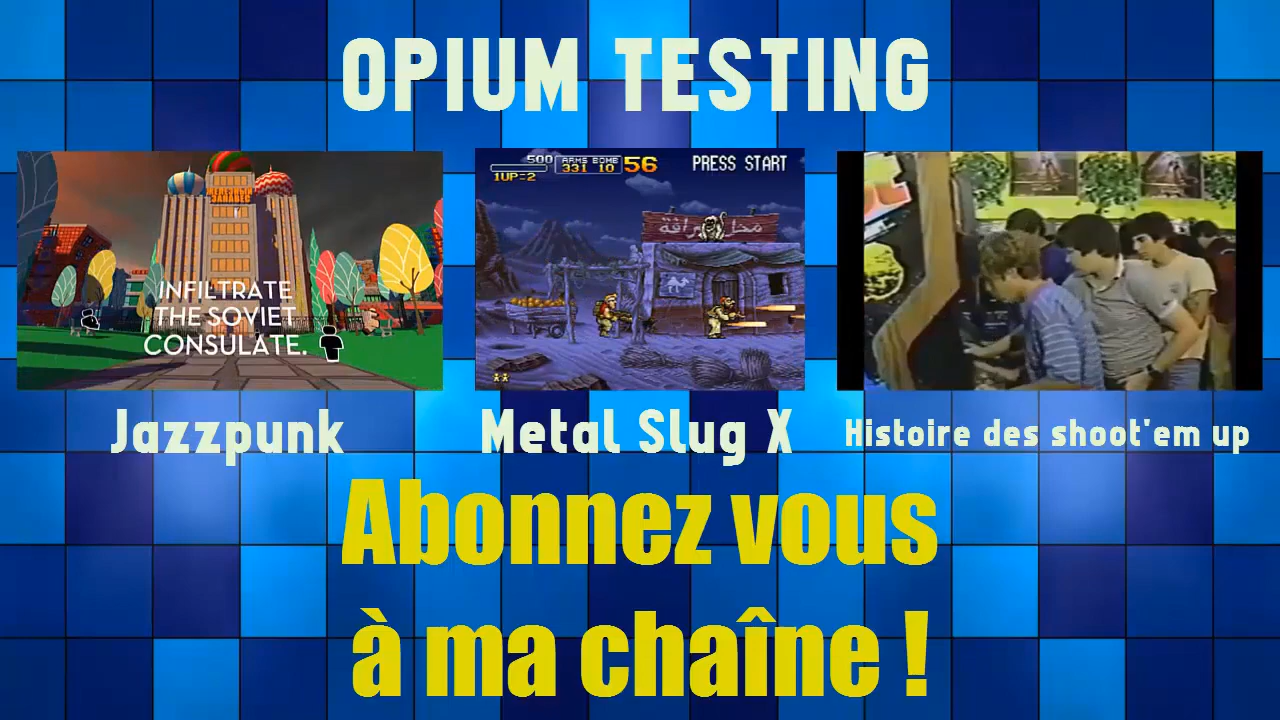 OPIUM TESTING
500 ARMS BOMB 56 PRESS START
331 10
1UP=2
INFILTRATE
THE SOVIET
CONSULATE.
Jazzpunk
Metal Slug X
Histoire des shoot'em up
Abonnez vous
à ma chaîne !